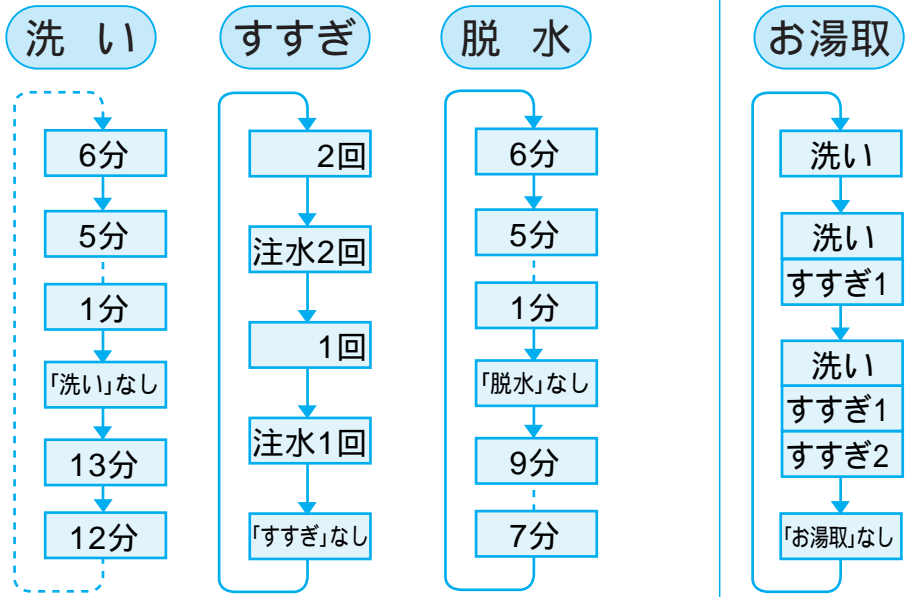 洗い
6分
5分
1分
「洗い」なし
13分
12分
すすぎ
2回
注水2回
1回
注水1回
「すすぎ」なし
脱水
6分
5分
1分
「脱水」なし
9分
7分
お湯取
洗い
洗い
すすぎ1
洗い
すすぎ1
すすぎ2
「お湯取」なし